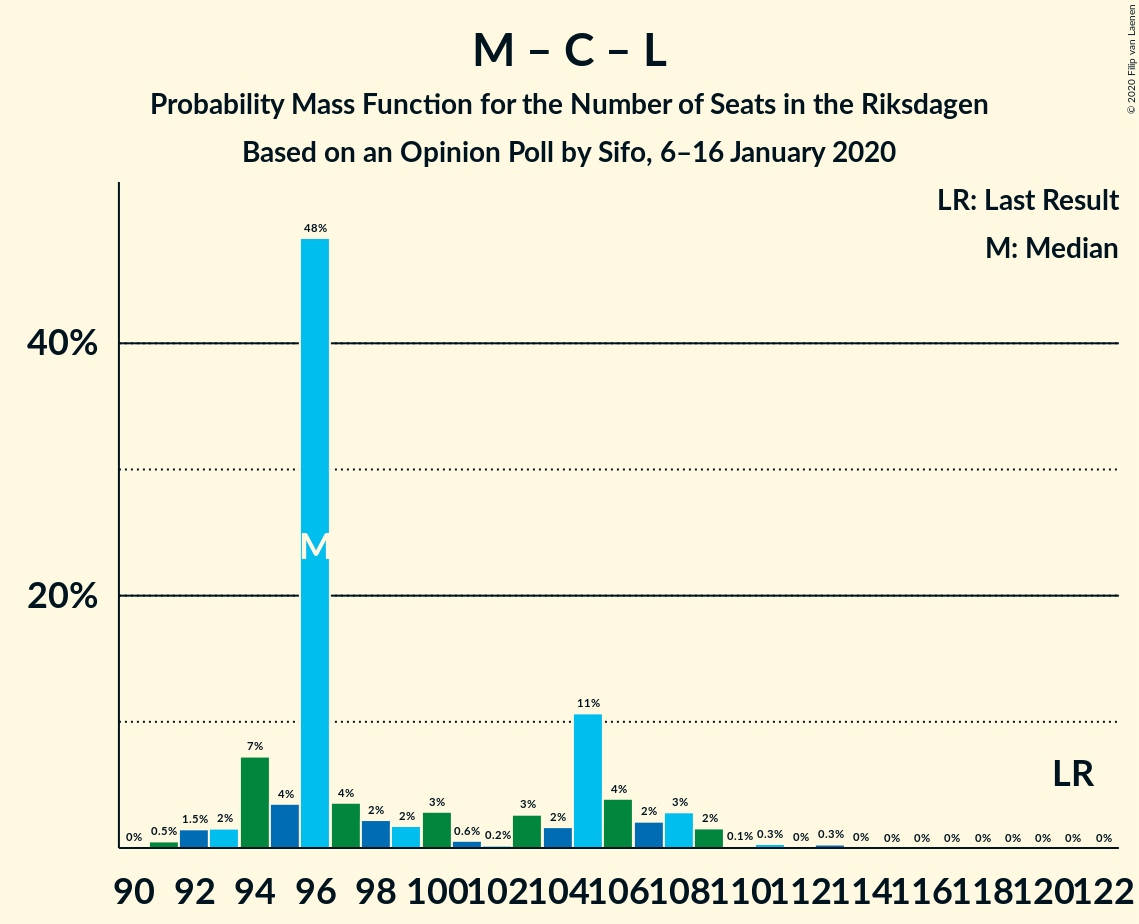 © 2020 Filip van Laenen
M – C – L
Probability Mass Function for the Number of Seats in the Riksdagen
Based on an Opinion Poll by Sifo, 6–16 January 2020
LR: Last Result
M: Median
40%
20%
0% 0.5% 1.5% 2% 7% 4% 48% 4% 2% 2% 3% 0.6% 0.2% 3% 2% 11% 4% 2% 3% 2% 0.1% 0.3% 0% 0.3% 0% 0% 0% 0% 0% 0% 0% 0% 0%
M
LR
90 92 94 96 98 100 102 104 106 108 110 112 114 116 118 120 122